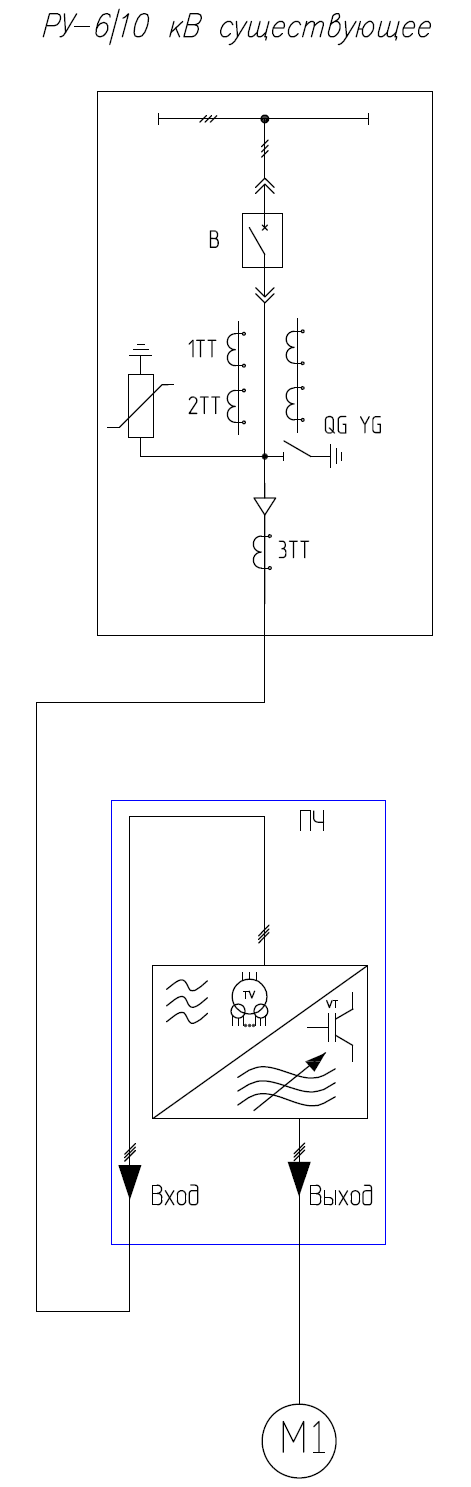 РУ-6/10 кВ существующее
В
1ТТ
2ТТ
QG YG
3ТТ
ПЧ
TV
VT
Вход
Выход
М1